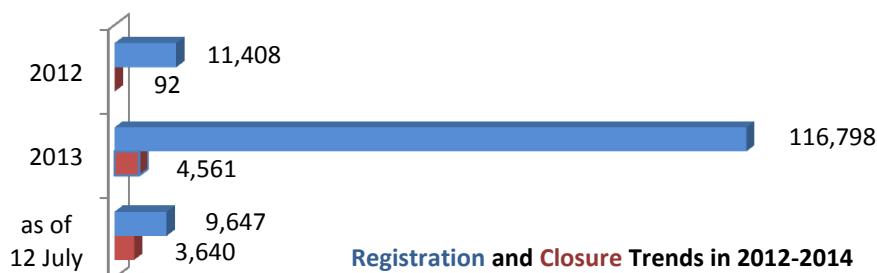 11,408
2012
92
116,798
2013
4,561
as of
12 July
9,647
3,640
Registration and Closure Trends in 2012-2014